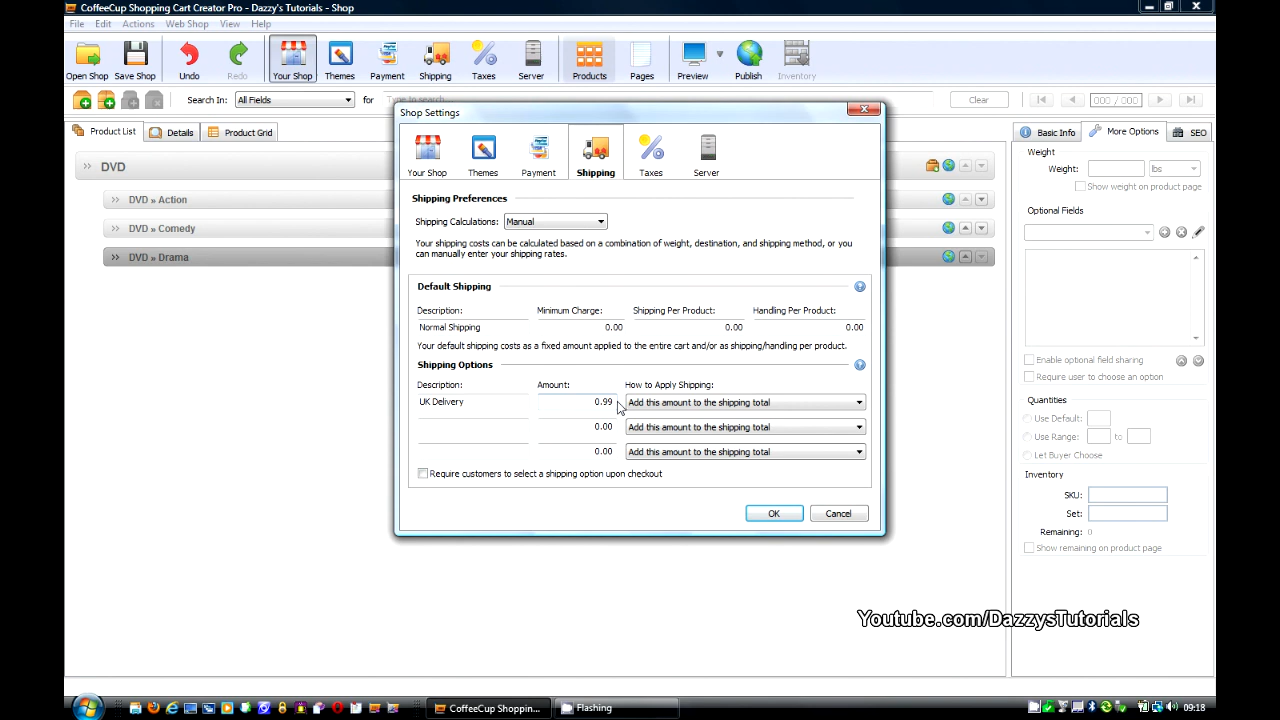 CoffeeCup Shopping Cart Creator Pro - Dazzy's Tutorials - Shop
File Edit Actions Web Shop View Help
Open Shop Save Shop Undo Redo Your Shop Themes Payment Shipping Taxes Server Products Pages Preview Publish Inventory
Search In: All Fields for Type to search Clear 000 / 000
Product List Details Product Grid Basic Info More Options SEO
DVD
DVD » Action
DVD » Comedy
DVD » Drama
Shop Settings
Your Shop Themes Payment Shipping Taxes Server
Shipping Preferences
Shipping Calculations: Manual
Your shipping costs can be calculated based on a combination of weight, destination, and shipping method, or you
can manually enter your shipping rates.
Default Shipping
Description: Minimum Charge: Shipping Per Product: Handling Per Product:
Normal Shipping 0.00 0.00 0.00
Your default shipping costs as a fixed amount applied to the entire cart and/or as shipping/handling per product.
Shipping Options
Description: Amount: How to Apply Shipping:
UK Delivery 0.99 Add this amount to the shipping total
0.00 Add this amount to the shipping total
0.00 Add this amount to the shipping total
Require customers to select a shipping option upon checkout
OK Cancel
Weight
Weight: lbs
Show weight on product page
Optional Fields
Enable optional field sharing
Require user to choose an option
Quantities
Use Default:
Use Range: to
Let Buyer Choose
Inventory
SKU:
Set:
Remaining: 0
Show remaining on product page
Youtube.com/DazzysTutorials
CoffeeCup Shoppin... Flashing 09:18